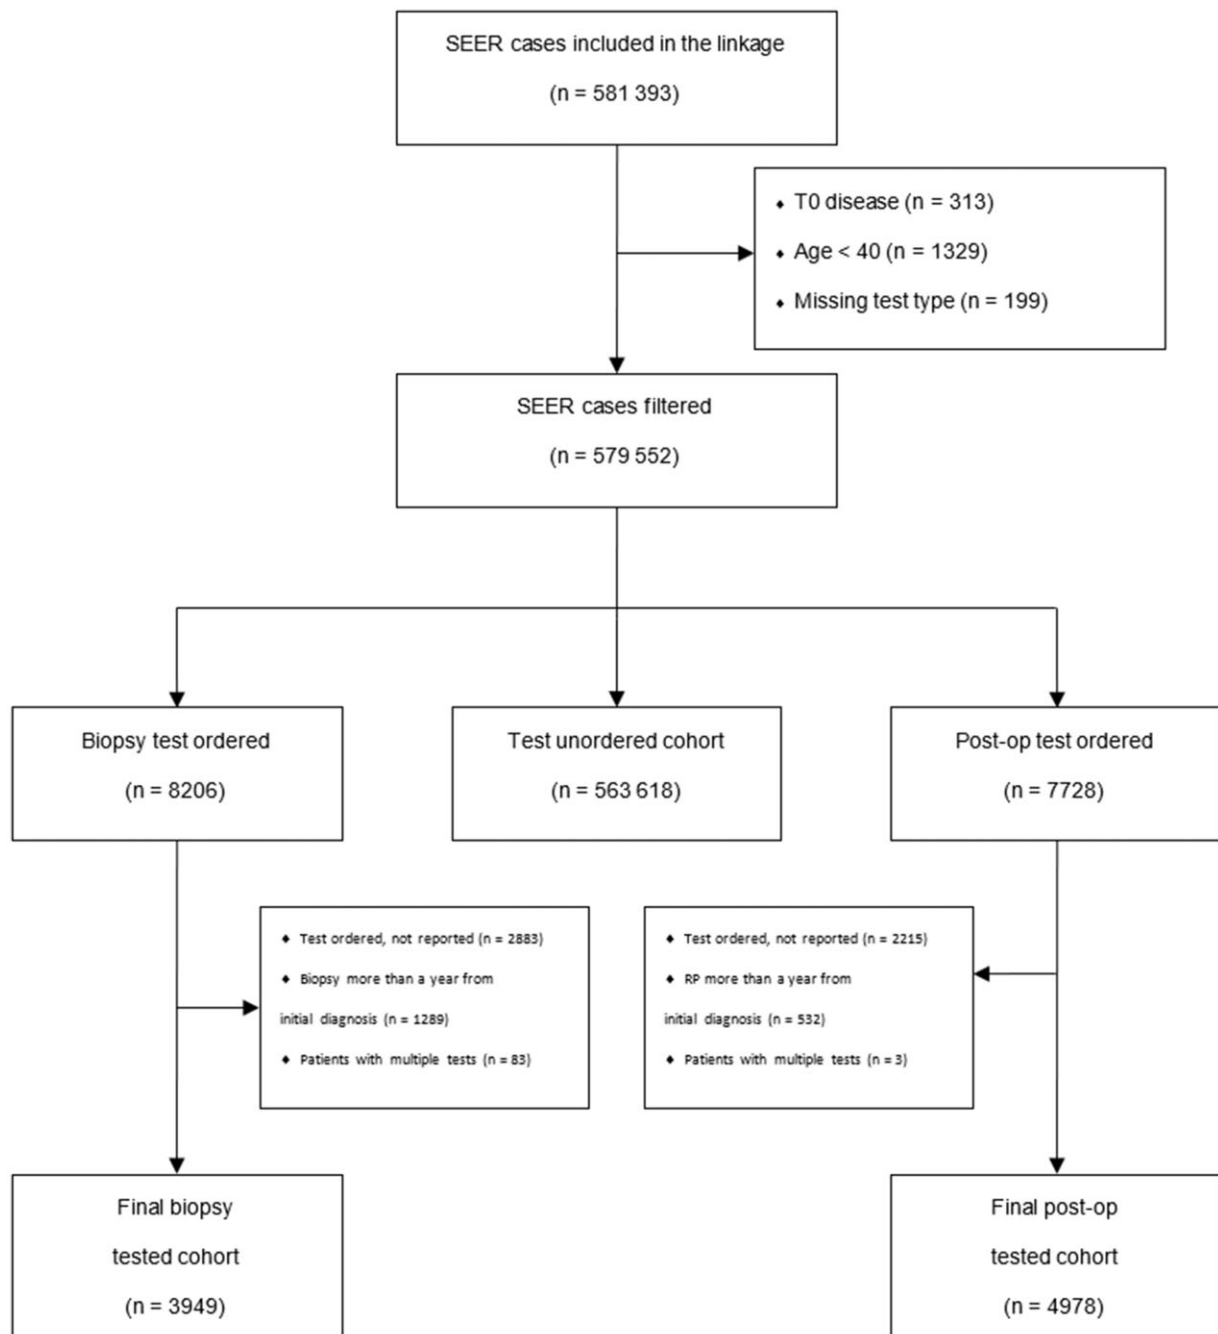 SEER cases included in the linkage
(n = 581 393)
♦ T0 disease (n = 313)
♦ Age < 40 (n = 1329)
♦ Missing test type (n = 199)
SEER cases filtered
(n = 579 552)
Biopsy test ordered
(n = 8206)
Test unordered cohort
(n = 563 618)
Post-op test ordered
(n = 7728)
♦ Test ordered, not reported (n = 2883)
♦ Biopsy more than a year from
initial diagnosis (n = 1289)
♦ Patients with multiple tests (n = 83)
♦ Test ordered, not reported (n = 2215)
♦ RP more than a year from
initial diagnosis (n = 532)
♦ Patients with multiple tests (n = 3)
Final biopsy
tested cohort
(n = 3949)
Final post-op
tested cohort
(n = 4978)